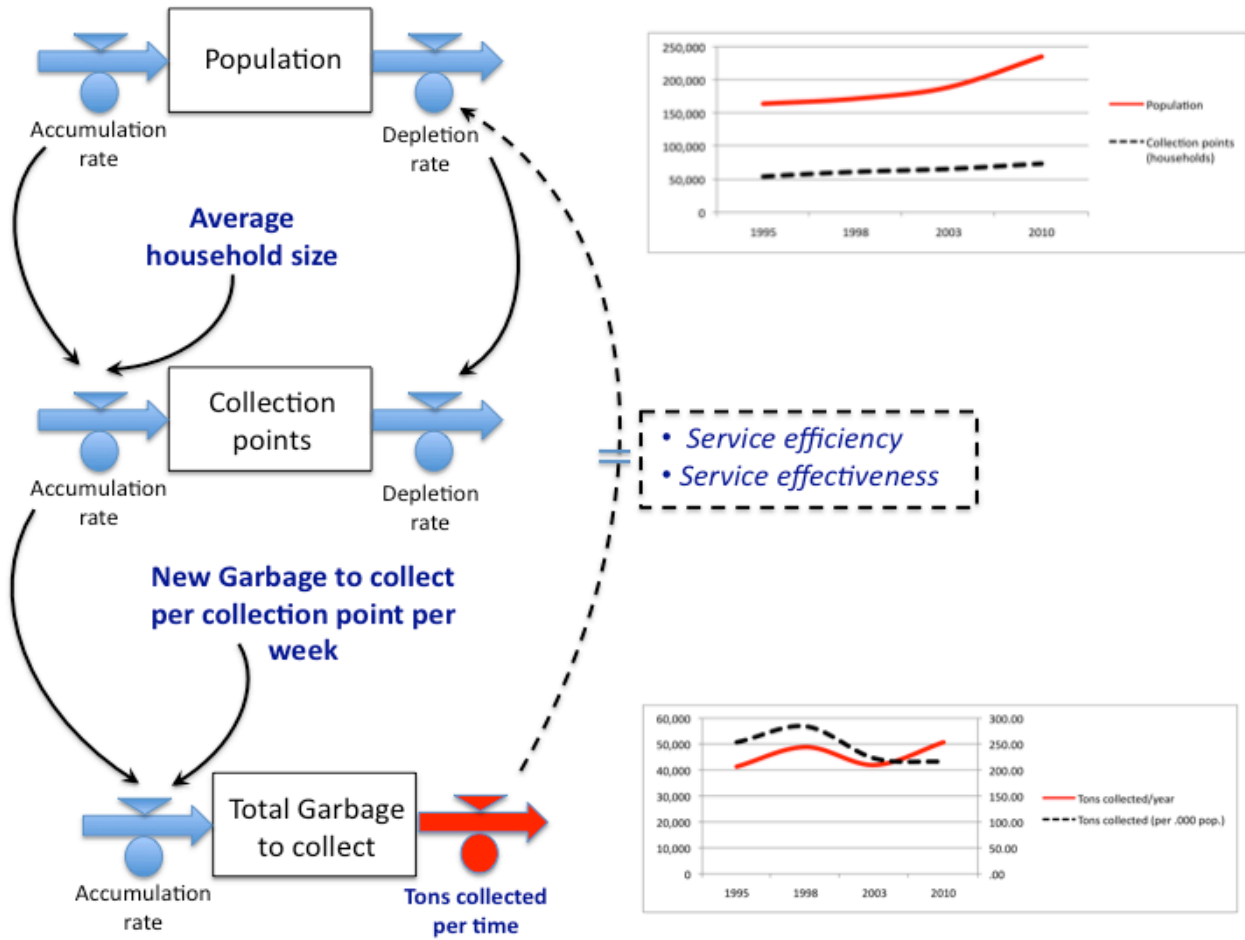 Population
Accumulation
rate
Depletion
rate
Average
household size
Collection
points
Accumulation
rate
Depletion
rate
New Garbage to collect
per collection point per
week
Total Garbage
to collect
Accumulation
rate
Tons collected
per time
• Service efficiency
• Service effectiveness
250,000
200,000
150,000
100,000
50,000
0
1995 1998 2003 2010
Population
Collection points
(households)
60,000
50,000
40,000
30,000
20,000
10,000
0
300.00
250.00
200.00
150.00
100.00
50.00
.00
1995 1998 2003 2010
Tons collected/year
Tons collected (per .000 pop.)